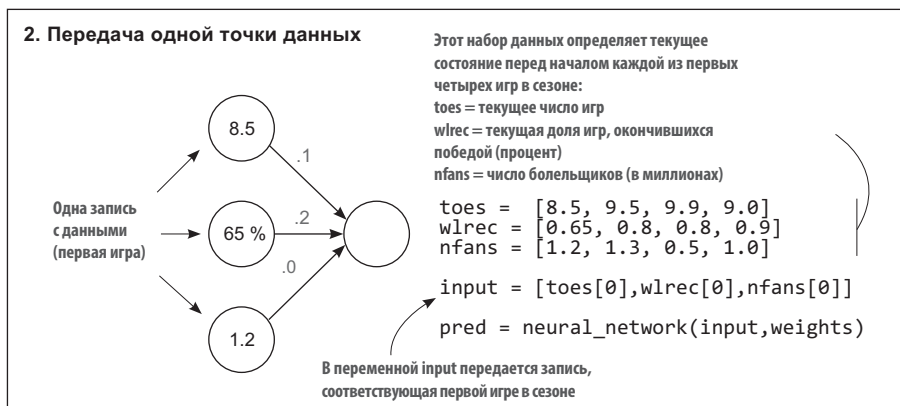 2. Передача одной точки данных
Этот набор данных определяет текущее
состояние перед началом каждой из первых
четырех игр в сезоне:
toes = текущее число игр
wlrec = текущая доля игр, окончившихся
победой (процент)
nfans = число болельщиков (в миллионах)
8.5
.1
Одна запись
с данными
(первая игра)
65 %
.2
.0
1.2
toes = [8.5, 9.5, 9.9, 9.0]
wlrec = [0.65, 0.8, 0.8, 0.9]
nfans = [1.2, 1.3, 0.5, 1.0]
input = [toes[0],wlrec[0],nfans[0]]
pred = neural_network(input,weights)
В переменной input передается запись,
соответствующая первой игре в сезоне